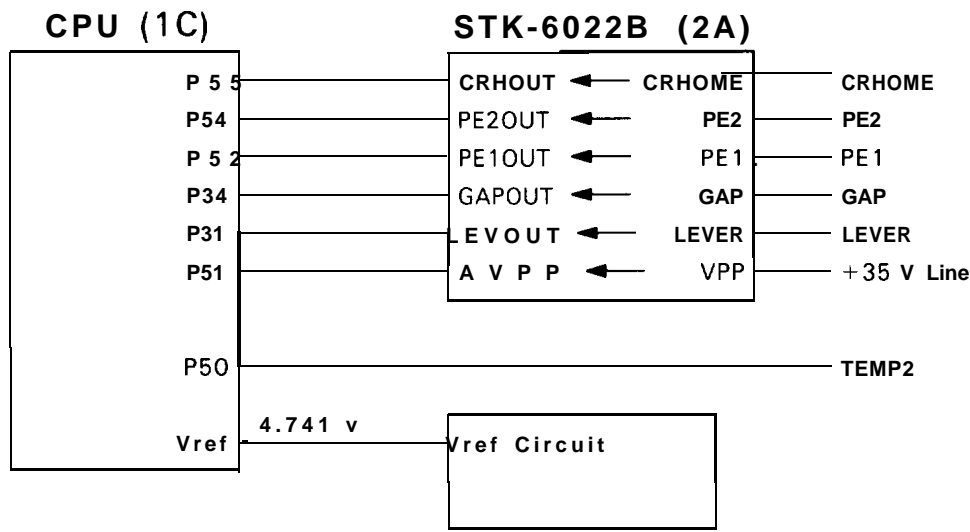 CPU (1C) STK-6022B (2A)
P55 CRHOUT CRHOME CRHOME
P54 PE2OUT PE2 PE2
P52 PE1OUT PE1 PE1
P34 GAPOUT GAP GAP
P31 LEVOUT LEVER LEVER
P51 AVPP VPP +35 V Line
P50 TEMP2
Vref 4.741 v Vref Circuit